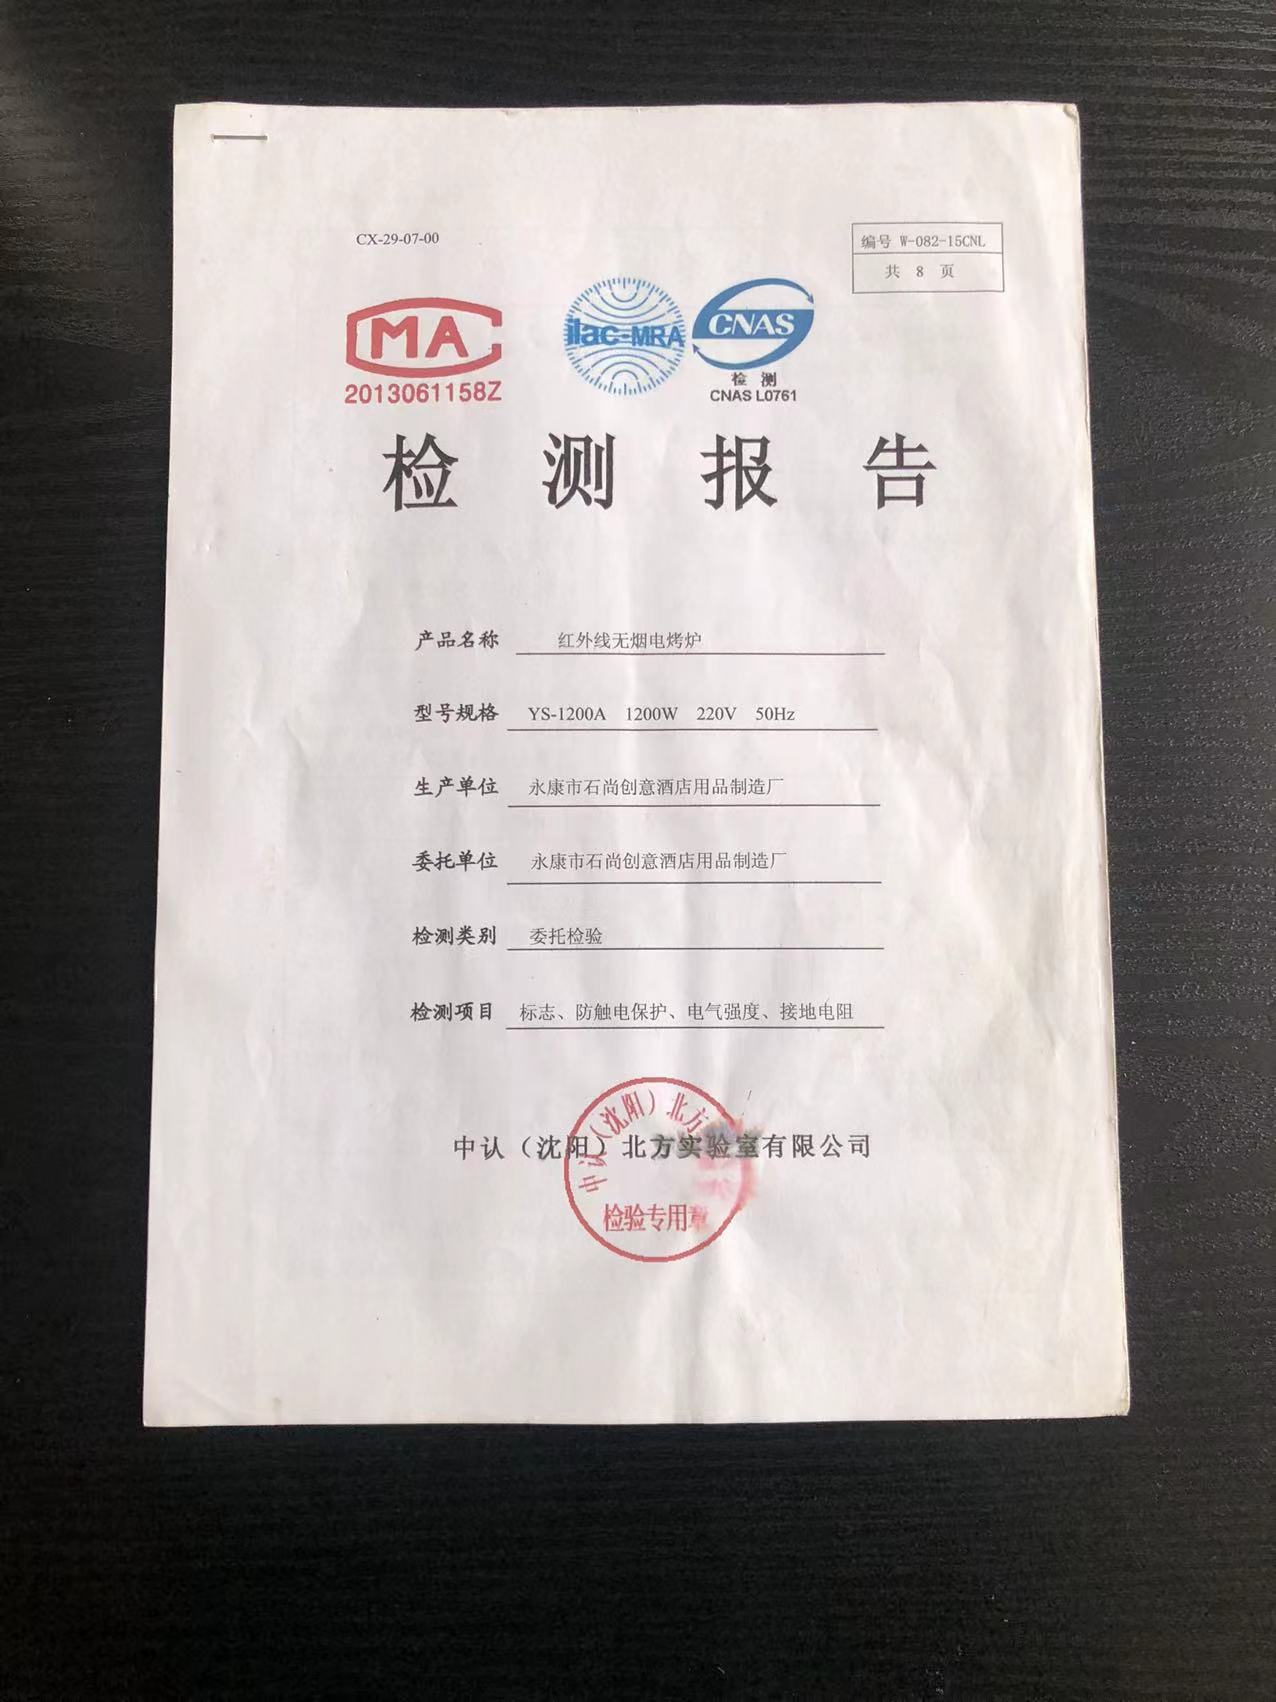 CX-29-07-00
编号 W-082-15CNL
共 8 页
MA
2013061158Z
ilac-MRA
CNAS
检 测
CNAS L0761
检 测 报 告
产品名称 红外线无烟电烤炉
型号规格 YS-1200A 1200W 220V 50Hz
生产单位 永康市石尚创意酒店用品制造厂
委托单位 永康市石尚创意酒店用品制造厂
检测类别 委托检验
检测项目 标志、防触电保护、电气强度、接地电阻
中认（沈阳）北方实验室有限公司
中认（沈阳）北方
检验专用章